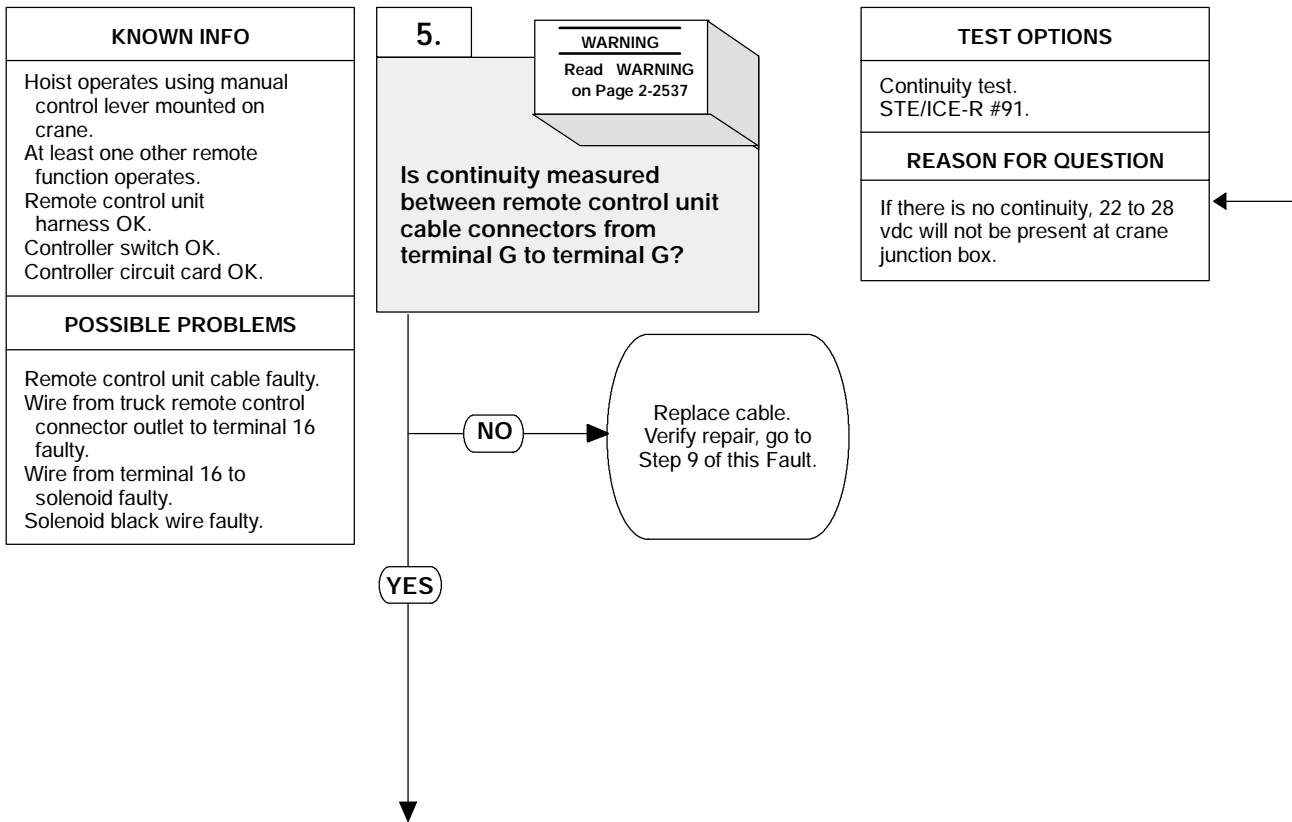 KNOWN INFO
Hoist operates using manual
control lever mounted on
crane.
At least one other remote
function operates.
Remote control unit
harness OK.
Controller switch OK.
Controller circuit card OK.
POSSIBLE PROBLEMS
Remote control unit cable faulty.
Wire from truck remote control
connector outlet to terminal 16
faulty.
Wire from terminal 16 to
solenoid faulty.
Solenoid black wire faulty.
5.
WARNING
Read WARNING
on Page 2-2537
Is continuity measured
between remote control unit
cable connectors from
terminal G to terminal G?
NO
Replace cable.
Verify repair, go to
Step 9 of this Fault.
YES
TEST OPTIONS
Continuity test.
STE/ICE-R #91.
REASON FOR QUESTION
If there is no continuity, 22 to 28
vdc will not be present at crane
junction box.